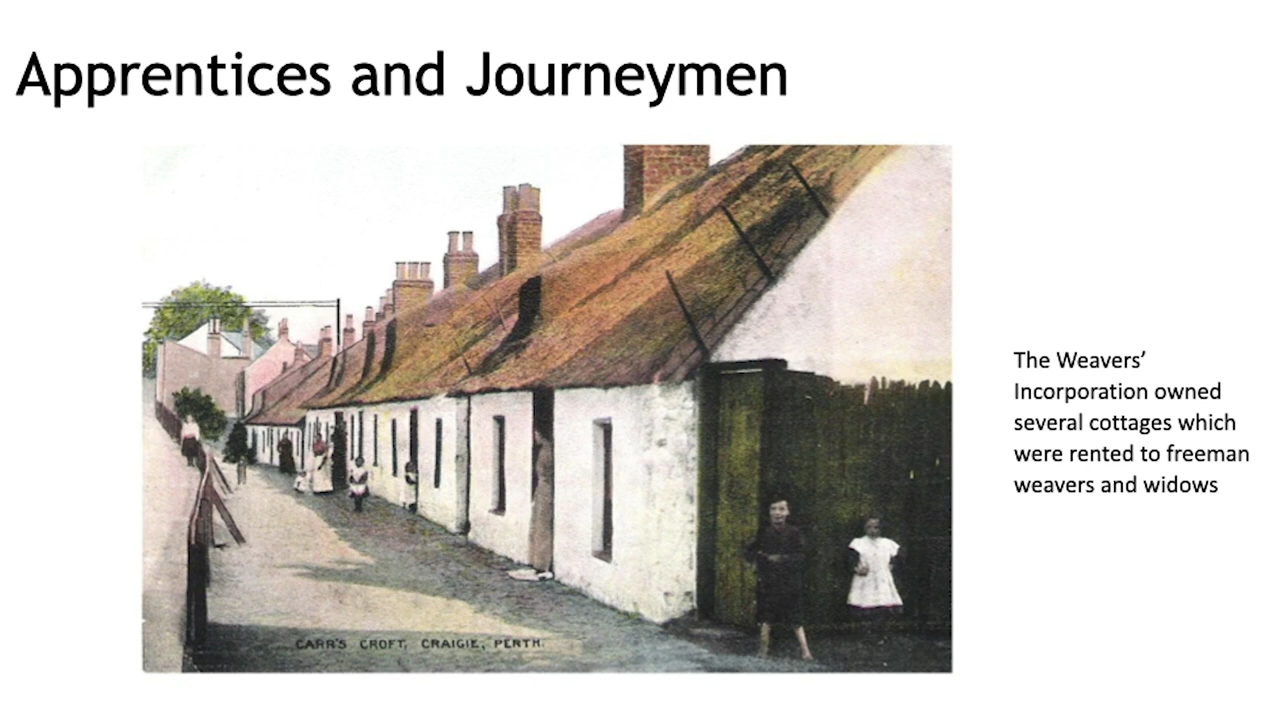 Apprentices and Journeymen
The Weavers’
Incorporation owned
several cottages which
were rented to freeman
weavers and widows
CARR'S CROFT, CRAIGIE, PERTH.